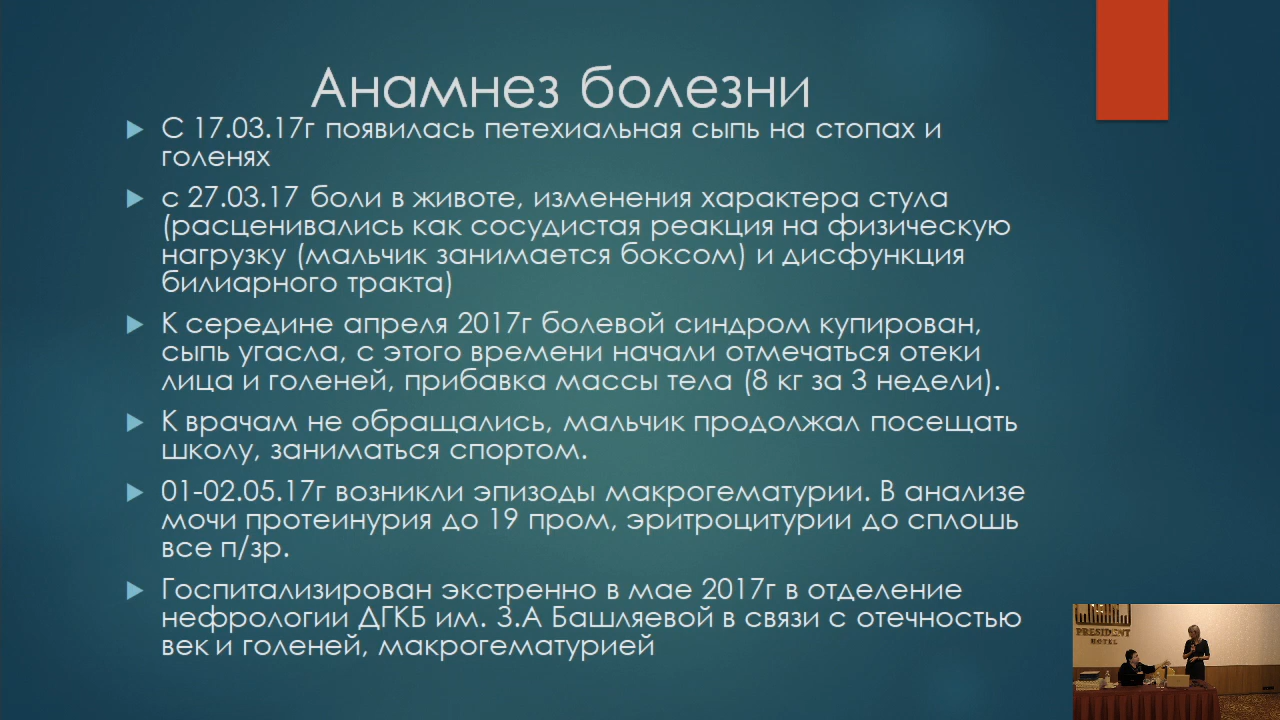 Анамнез болезни
С 17.03.17г появилась петехиальная сыпь на стопах и
голенях
с 27.03.17 боли в животе, изменения характера стула
(расценивались как сосудистая реакция на физическую
нагрузку (мальчик занимается боксом) и дисфункция
билиарного тракта)
К середине апреля 2017г болевой синдром купирован,
сыпь угасла, с этого времени начали отмечаться отеки
лица и голеней, прибавка массы тела (8 кг за 3 недели).
К врачам не обращались, мальчик продолжал посещать
школу, заниматься спортом.
01-02.05.17г возникли эпизоды макрогематурии. В анализе
мочи протеинурия до 19 пром, эритроцитурии до сплошь
все п/зр.
Госпитализирован экстренно в мае 2017г в отделение
нефрологии ДГКБ им. З.А Башляевой в связи с отечностью
век и голеней, макрогематурией
PRESIDENT
HOTEL